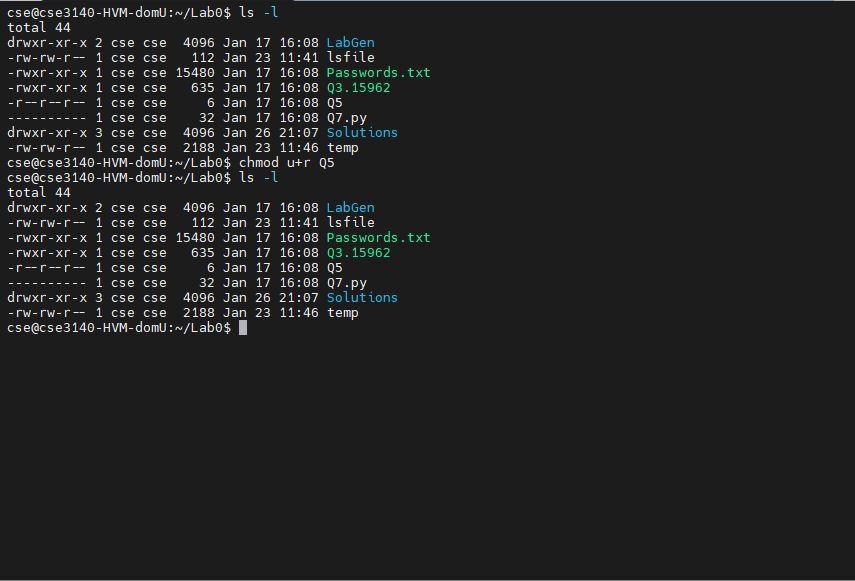 cse@cse3140-HVM-domU:~/Lab0$ ls -l
total 44
drwxr-xr-x 2 cse cse  4096 Jan 17 16:08 LabGen
-rw-rw-r-- 1 cse cse   112 Jan 23 11:41 lsfile
-rwxr-xr-x 1 cse cse 15480 Jan 17 16:08 Passwords.txt
-rwxr-xr-x 1 cse cse   635 Jan 17 16:08 Q3.15962
-r--r--r-- 1 cse cse     6 Jan 17 16:08 Q5
---------- 1 cse cse    32 Jan 17 16:08 Q7.py
drwxr-xr-x 3 cse cse  4096 Jan 26 21:07 Solutions
-rw-rw-r-- 1 cse cse  2188 Jan 23 11:46 temp
cse@cse3140-HVM-domU:~/Lab0$ chmod u+r Q5
cse@cse3140-HVM-domU:~/Lab0$ ls -l
total 44
drwxr-xr-x 2 cse cse  4096 Jan 17 16:08 LabGen
-rw-rw-r-- 1 cse cse   112 Jan 23 11:41 lsfile
-rwxr-xr-x 1 cse cse 15480 Jan 17 16:08 Passwords.txt
-rwxr-xr-x 1 cse cse   635 Jan 17 16:08 Q3.15962
-r--r--r-- 1 cse cse     6 Jan 17 16:08 Q5
---------- 1 cse cse    32 Jan 17 16:08 Q7.py
drwxr-xr-x 3 cse cse  4096 Jan 26 21:07 Solutions
-rw-rw-r-- 1 cse cse  2188 Jan 23 11:46 temp
cse@cse3140-HVM-domU:~/Lab0$